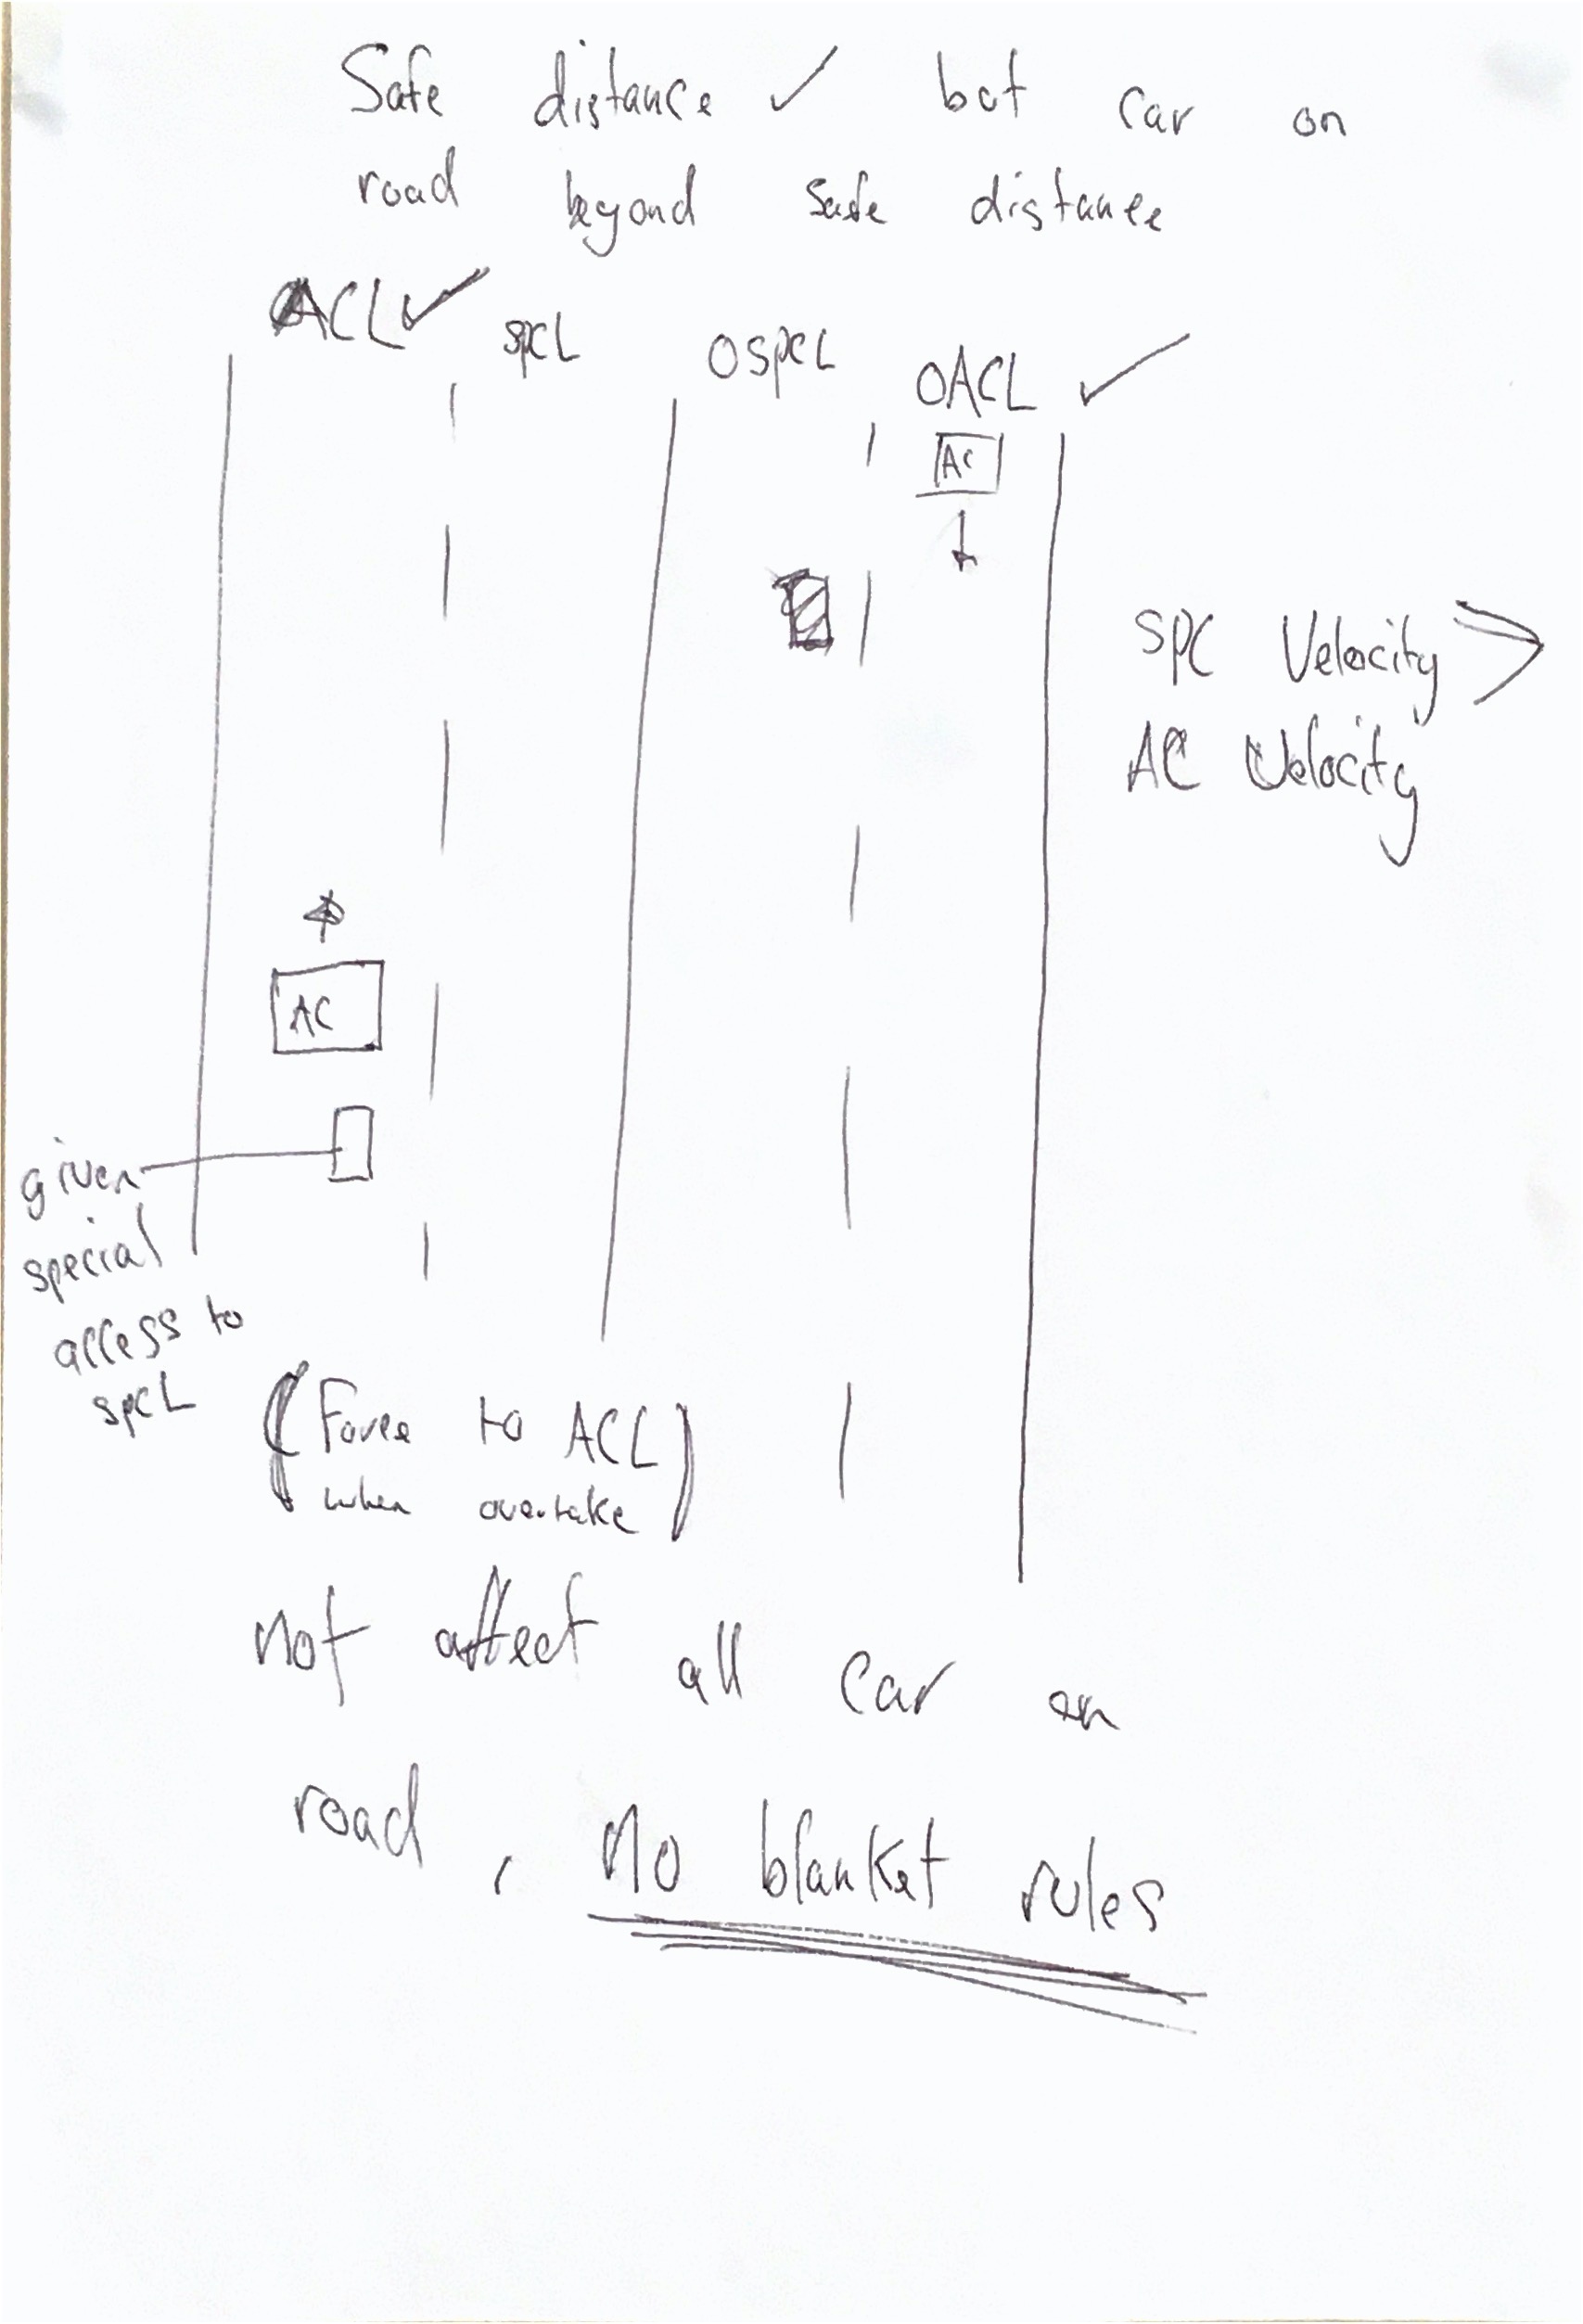 Safe distance ✓ but car on
road beyond safe distance
ACL ✓ SPCL OSPCL OACL ✓
AC
SPC Velocity >
AC Velocity
AC
given
special
access to
SPCL
(Force to ACL)
when overtake
not affect all car on
road, No blanket rules